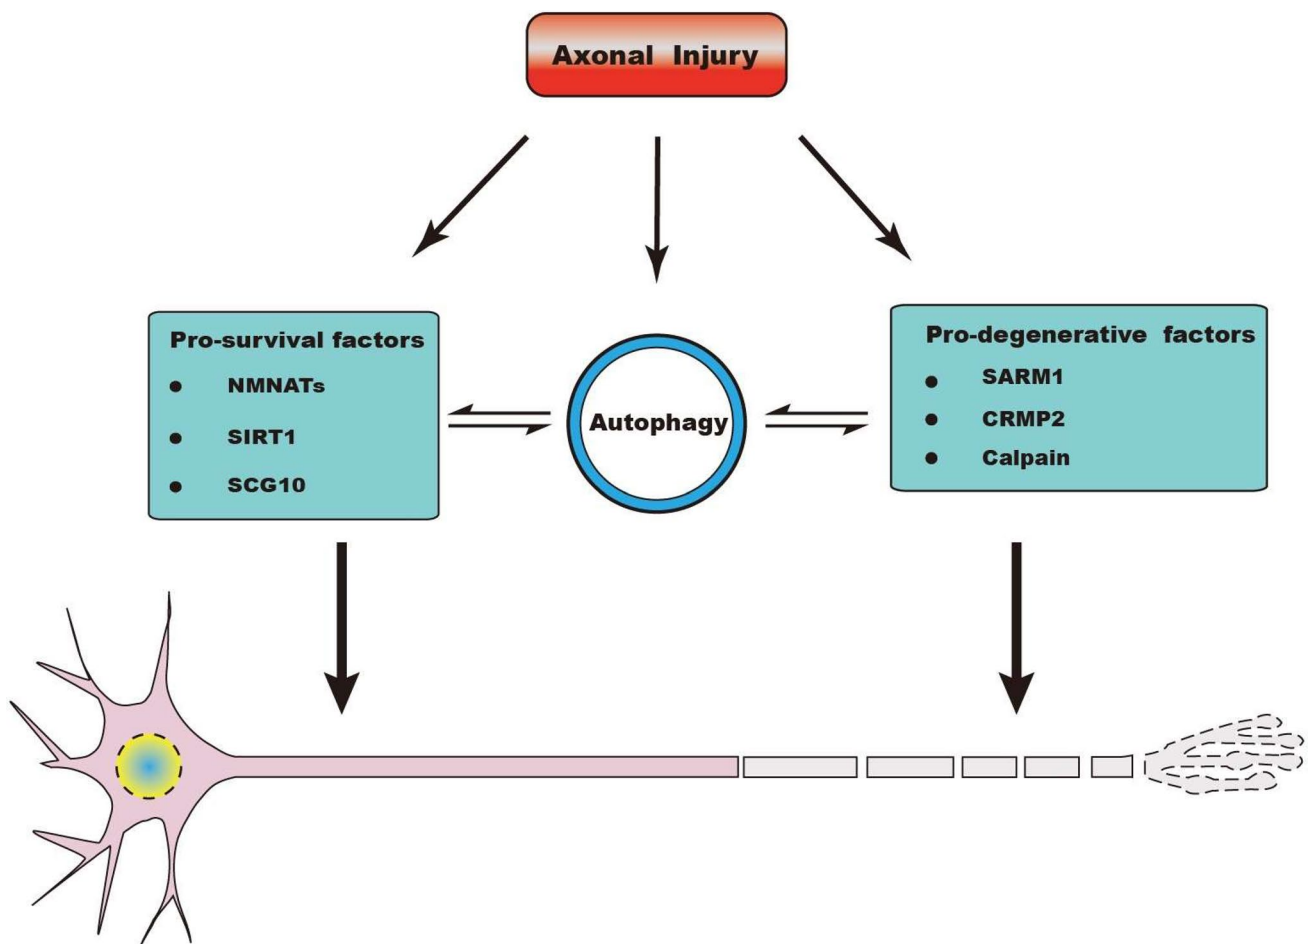 Axonal Injury
Pro-survival factors
NMNATs
SIRT1
SCG10
Autophagy
Pro-degenerative factors
SARM1
CRMP2
Calpain